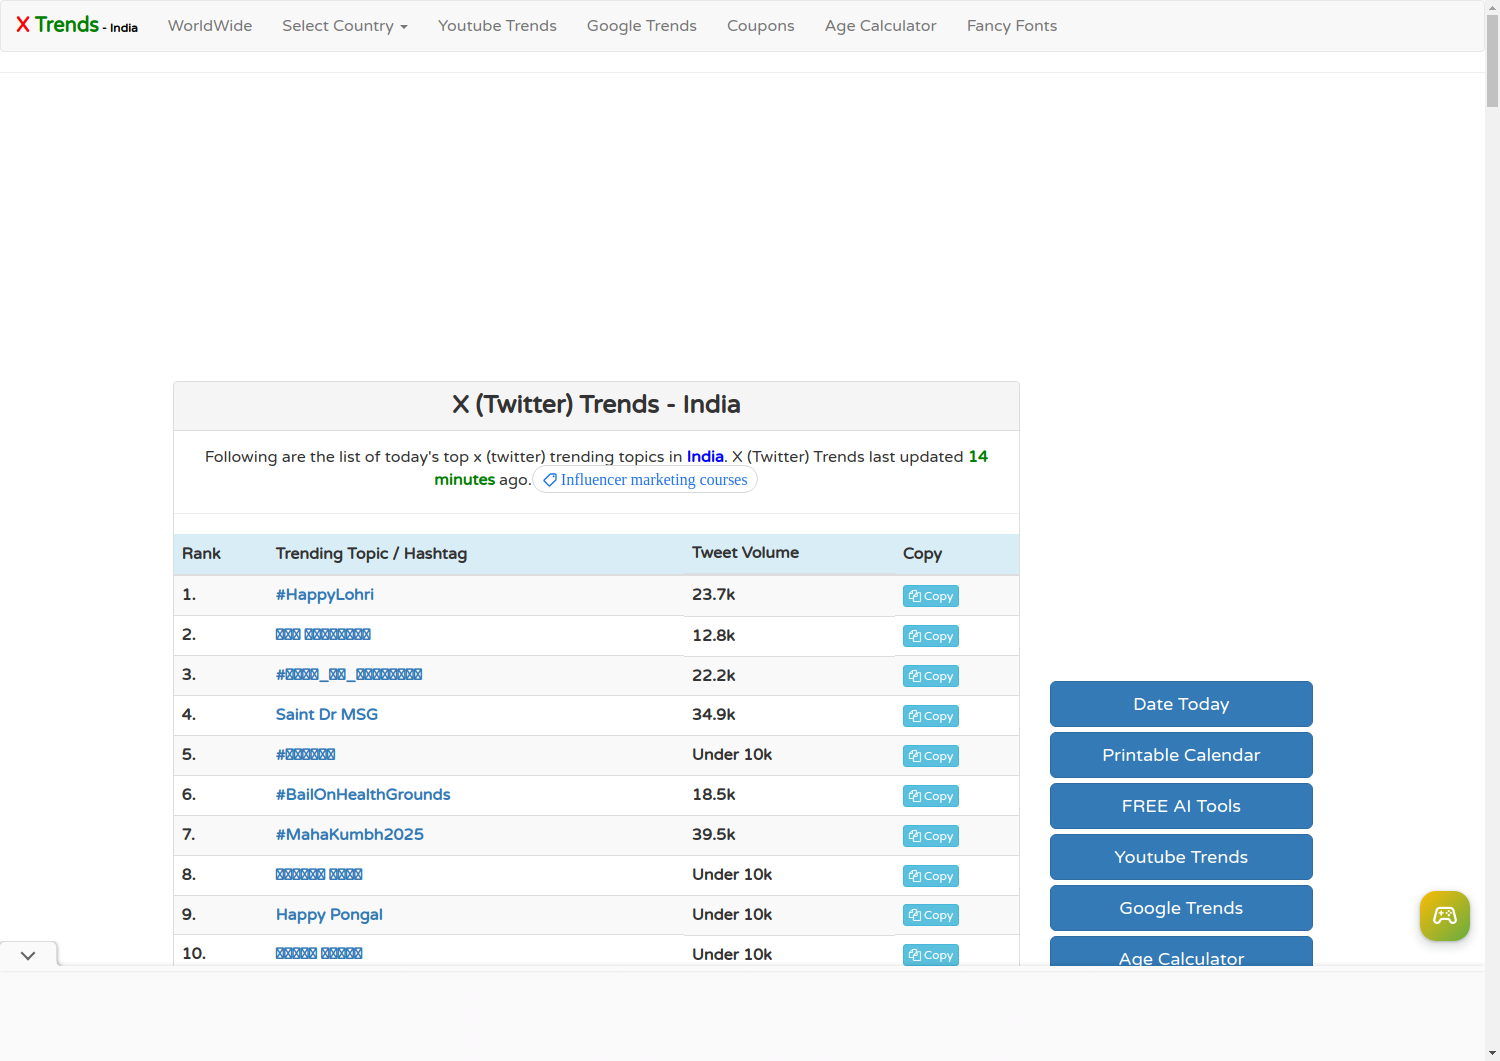 X Trends - India WorldWide Select Country Youtube Trends Google Trends Coupons Age Calculator Fancy Fonts
X (Twitter) Trends - India
Following are the list of today's top x (twitter) trending topics in India. X (Twitter) Trends last updated 14
minutes ago. Influencer marketing courses
Rank Trending Topic / Hashtag Tweet Volume Copy
1. #HappyLohri 23.7k Copy
2. 12.8k Copy
3. 22.2k Copy
4. Saint Dr MSG 34.9k Copy
5. Under 10k Copy
6. #BailOnHealthGrounds 18.5k Copy
7. #MahaKumbh2025 39.5k Copy
8. Under 10k Copy
9. Happy Pongal Under 10k Copy
10. Under 10k Copy
Date Today
Printable Calendar
FREE AI Tools
Youtube Trends
Google Trends
Age Calculator